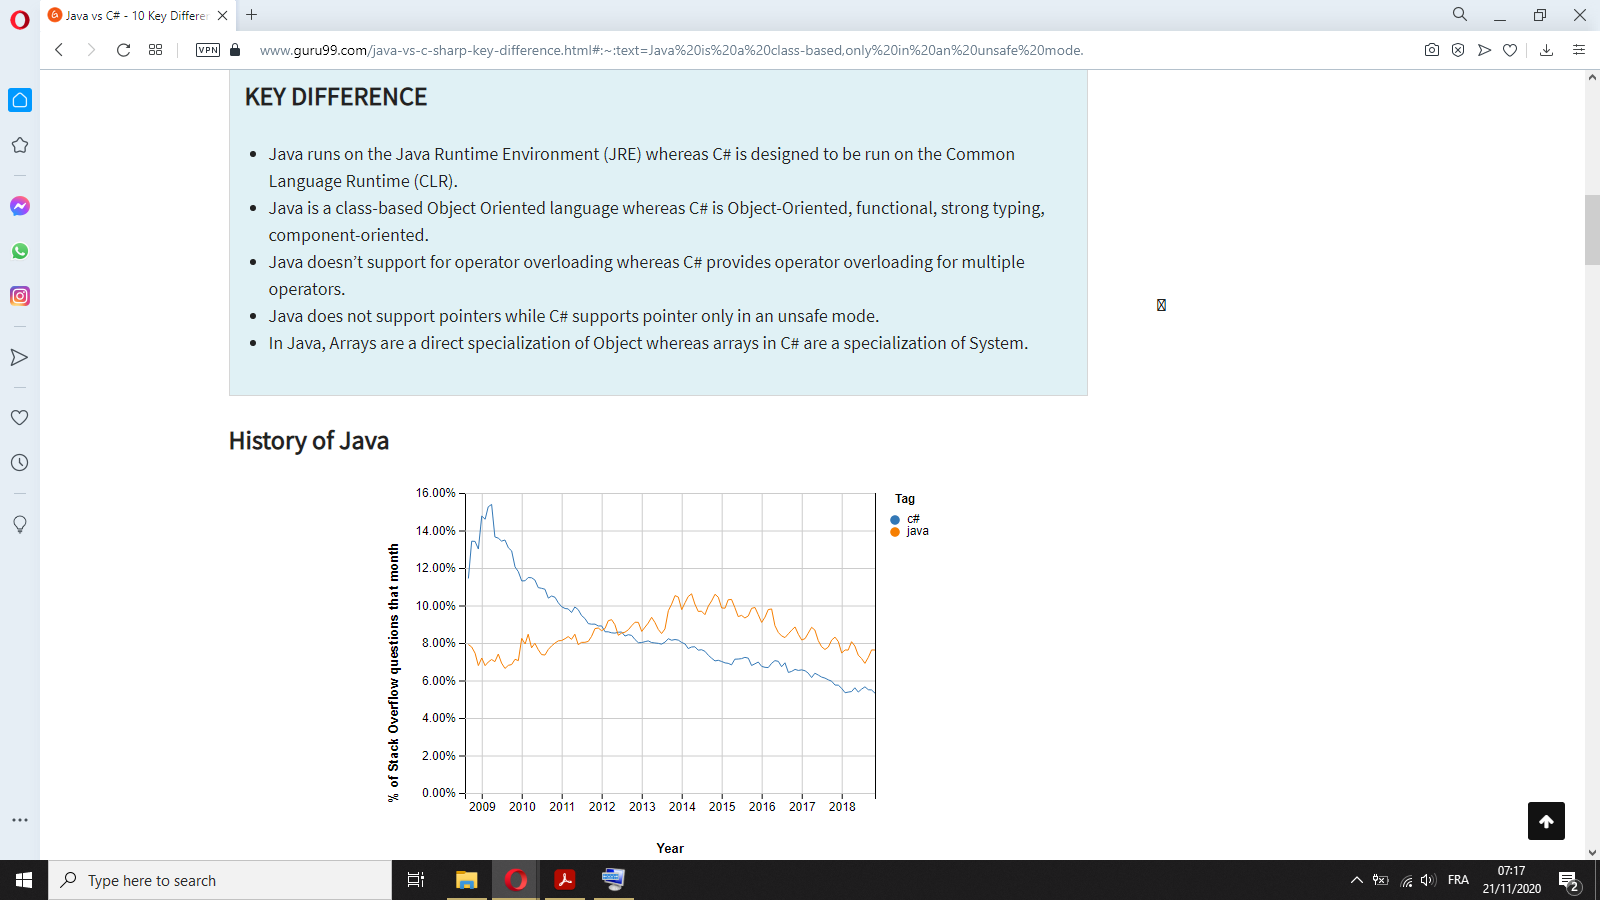 Java vs C# - 10 Key Differe
VPN
www.guru99.com/java-vs-c-sharp-key-difference.html#:~:text=Java%20is%20a%20class-based,only%20in%20an%20unsafe%20mode.
KEY DIFFERENCE
• Java runs on the Java Runtime Environment (JRE) whereas C# is designed to be run on the Common
Language Runtime (CLR).
• Java is a class-based Object Oriented language whereas C# is Object-Oriented, functional, strong typing,
component-oriented.
• Java doesn’t support for operator overloading whereas C# provides operator overloading for multiple
operators.
• Java does not support pointers while C# supports pointer only in an unsafe mode.
• In Java, Arrays are a direct specialization of Object whereas arrays in C# are a specialization of System.
History of Java
% of Stack Overflow questions that month
16.00%
14.00%
12.00%
10.00%
8.00%
6.00%
4.00%
2.00%
0.00%
2009 2010 2011 2012 2013 2014 2015 2016 2017 2018
Year
Tag
c#
java
Type here to search
FRA
07:17
21/11/2020
2